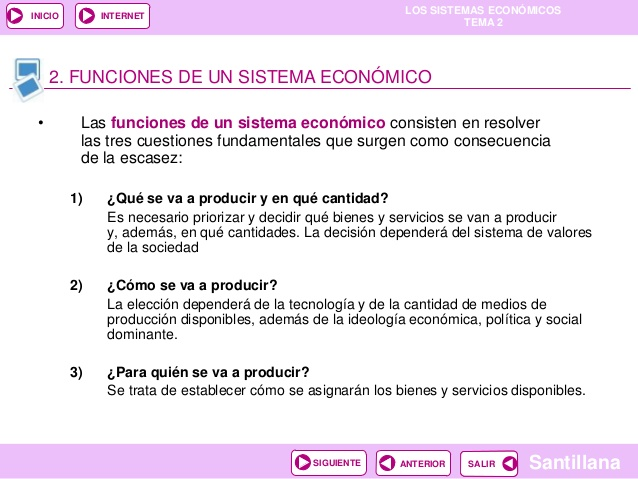 INICIO
INTERNET
LOS SISTEMAS ECONÓMICOS
TEMA 2
2. FUNCIONES DE UN SISTEMA ECONÓMICO
• Las funciones de un sistema económico consisten en resolver
las tres cuestiones fundamentales que surgen como consecuencia
de la escasez:
1) ¿Qué se va a producir y en qué cantidad?
Es necesario priorizar y decidir qué bienes y servicios se van a producir
y, además, en qué cantidades. La decisión dependerá del sistema de valores
de la sociedad
2) ¿Cómo se va a producir?
La elección dependerá de la tecnología y de la cantidad de medios de
producción disponibles, además de la ideología económica, política y social
dominante.
3) ¿Para quién se va a producir?
Se trata de establecer cómo se asignarán los bienes y servicios disponibles.
SIGUIENTE
ANTERIOR
SALIR
Santillana